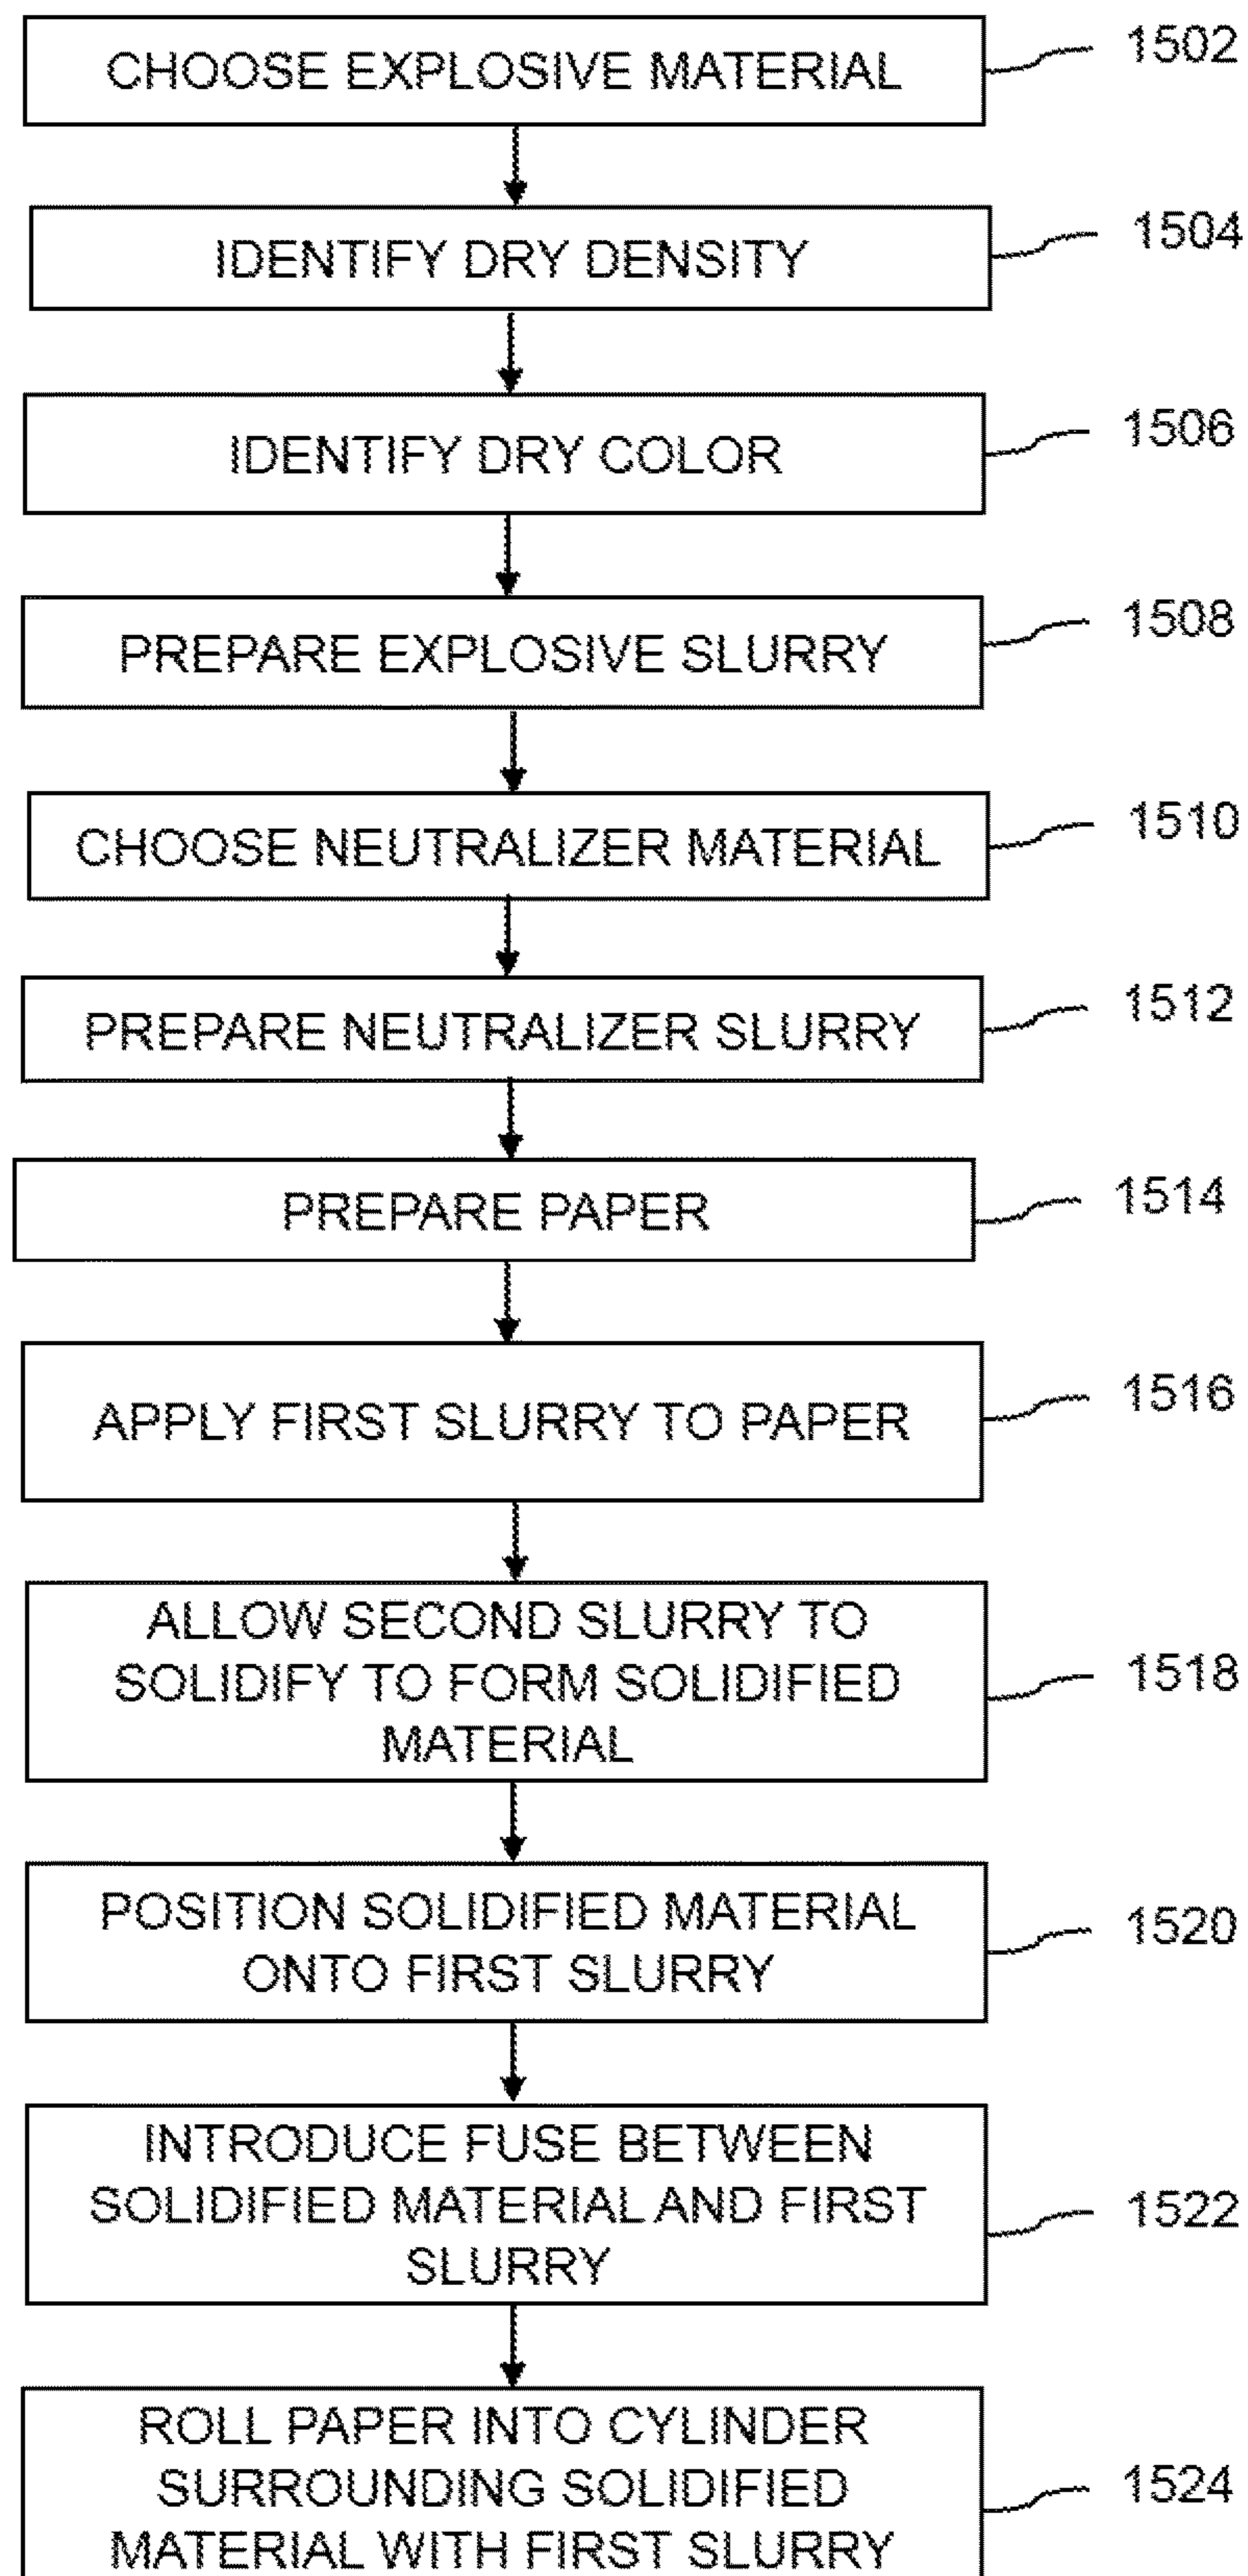 CHOOSE EXPLOSIVE MATERIAL
1502
IDENTIFY DRY DENSITY
1504
IDENTIFY DRY COLOR
1506
PREPARE EXPLOSIVE SLURRY
1508
CHOOSE NEUTRALIZER MATERIAL
1510
PREPARE NEUTRALIZER SLURRY
1512
PREPARE PAPER
1514
APPLY FIRST SLURRY TO PAPER
1516
ALLOW SECOND SLURRY TO
SOLIDIFY TO FORM SOLIDIFIED
MATERIAL
1518
POSITION SOLIDIFIED MATERIAL
ONTO FIRST SLURRY
1520
INTRODUCE FUSE BETWEEN
SOLIDIFIED MATERIAL AND FIRST
SLURRY
1522
ROLL PAPER INTO CYLINDER
SURROUNDING SOLIDIFIED
MATERIAL WITH FIRST SLURRY
1524